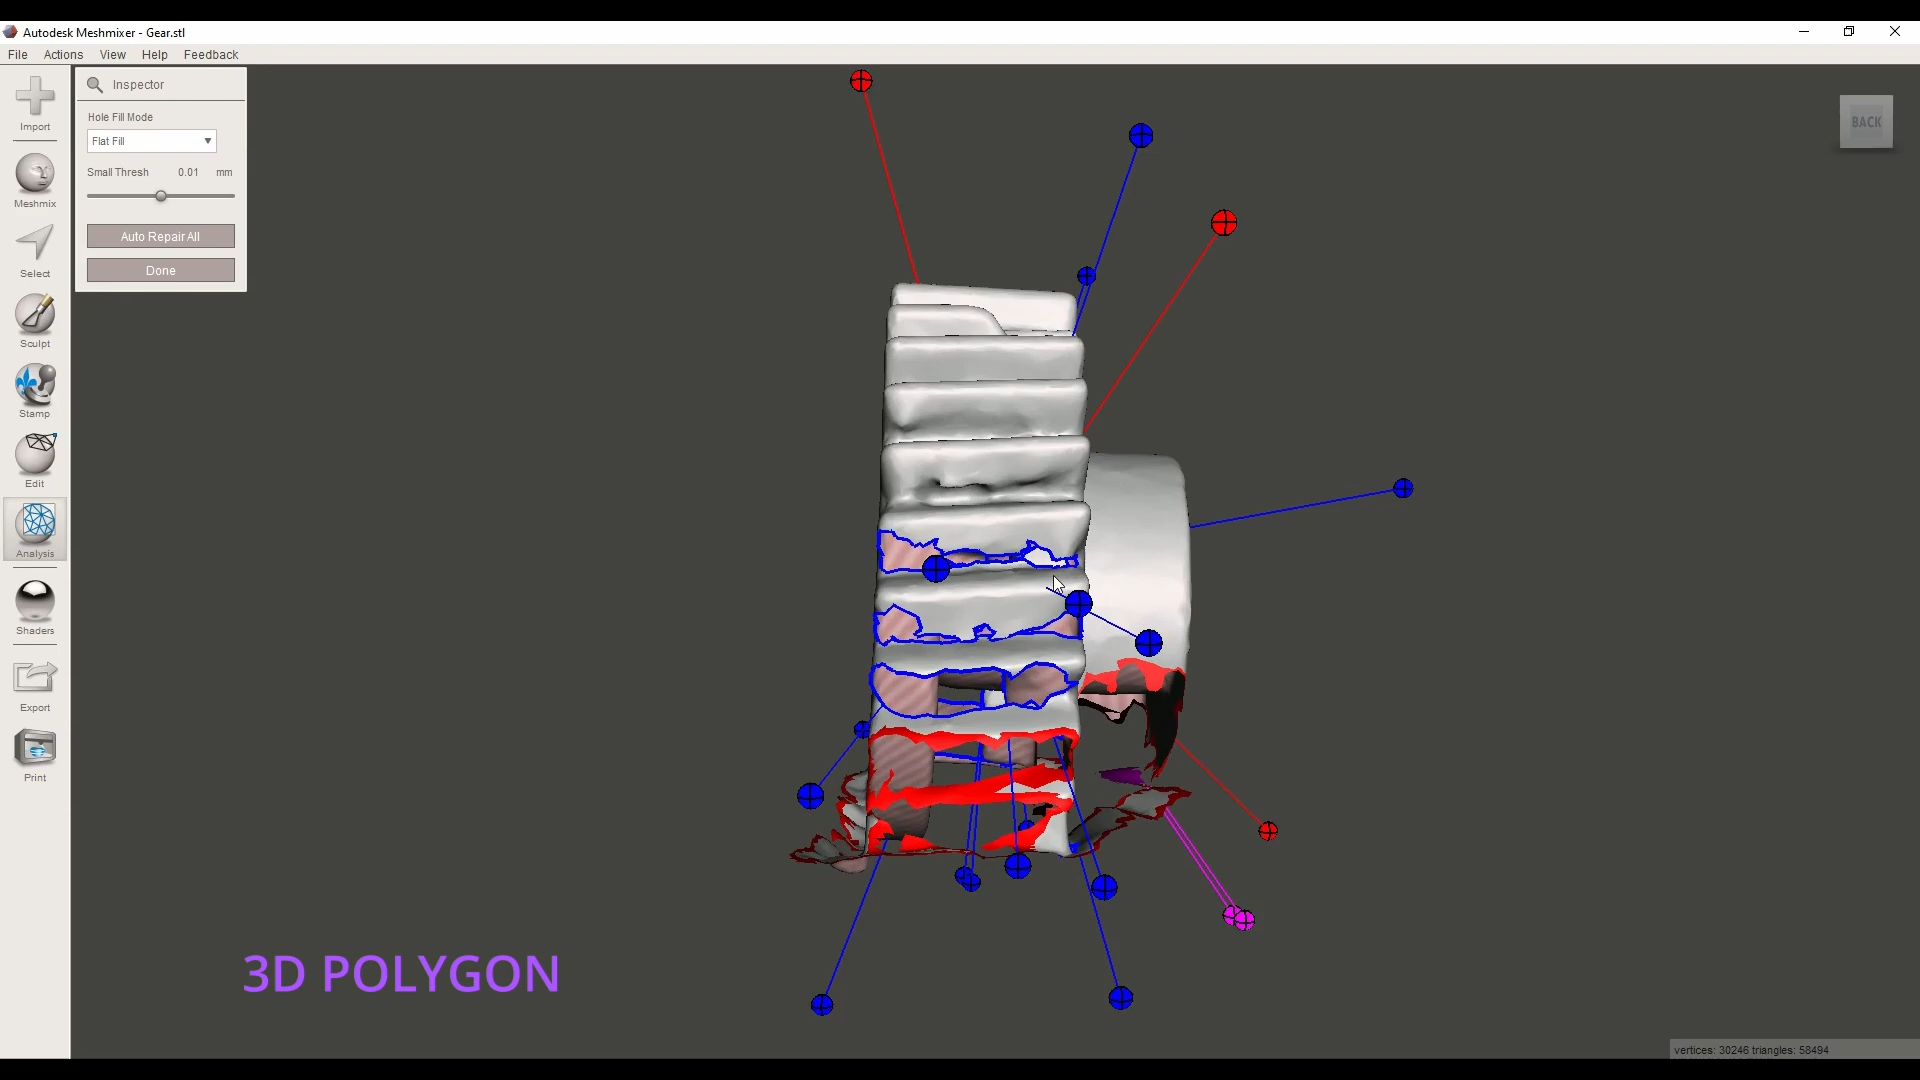 Autodesk Meshmixer - Gear.stl
File Actions View Help Feedback
Import
Meshmix
Select
Sculpt
Stamp
Edit
Analysis
Shaders
Export
Print
Inspector
Hole Fill Mode
Flat Fill
Small Thresh 0.01 mm
Auto Repair All
Done
BACK
3D POLYGON
vertices: 30246 triangles: 58494